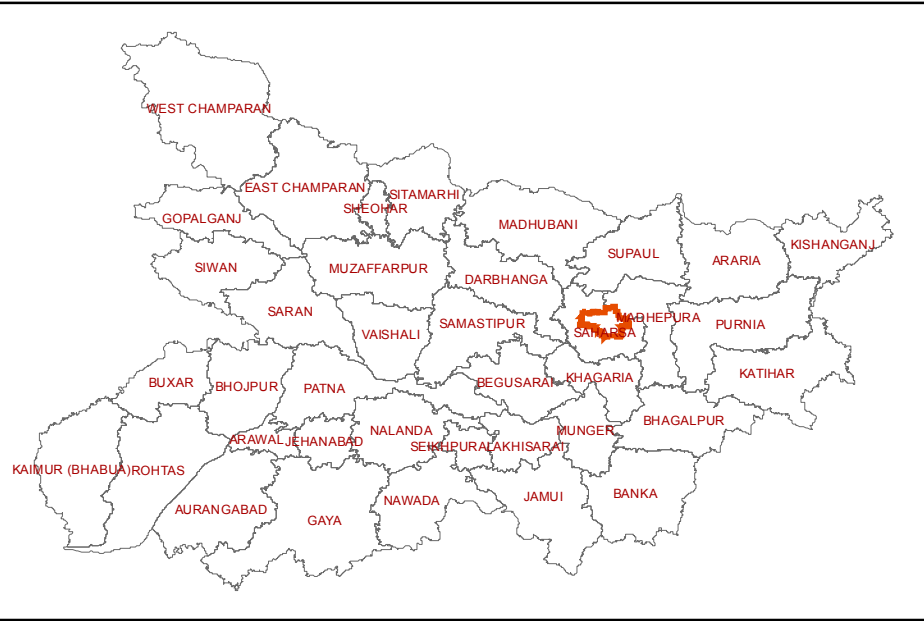 WEST CHAMPARAN
EAST CHAMPARAN
SITAMARHI
SHEOHAR
GOPALGANJ
MADHUBANI
KISHANGANJ
SUPAUL
ARARIA
SIWAN
MUZAFFARPUR
DARBHANGA
SARAN
MADHEPURA
SAMASTIPUR
PURNIA
VAISHALI
SAHARSA
KATIHAR
BUXAR
BHOJPUR
PATNA
BEGUSARAI
KHAGARIA
BHAGALPUR
NALANDA
MUNGER
ARAWAL
JEHANABAD
SEIKHPURA
LAKHISARAI
KAIMUR (BHABUA)
ROHTAS
BANKA
JAMUI
NAWADA
AURANGABAD
GAYA